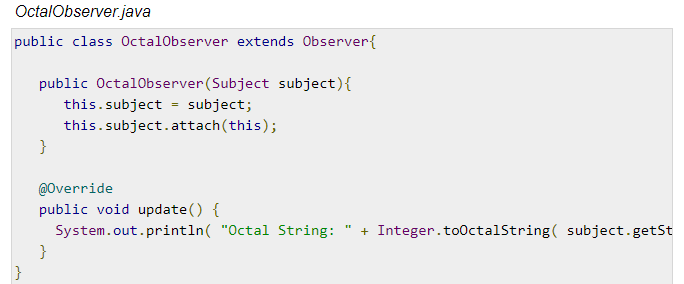 OctalObserver.java
public class OctalObserver extends Observer{
public OctalObserver(Subject subject){
this.subject = subject;
this.subject.attach(this);
}
@Override
public void update() {
System.out.println( "Octal String: " + Integer.toOctalString( subject.getSt
}
}